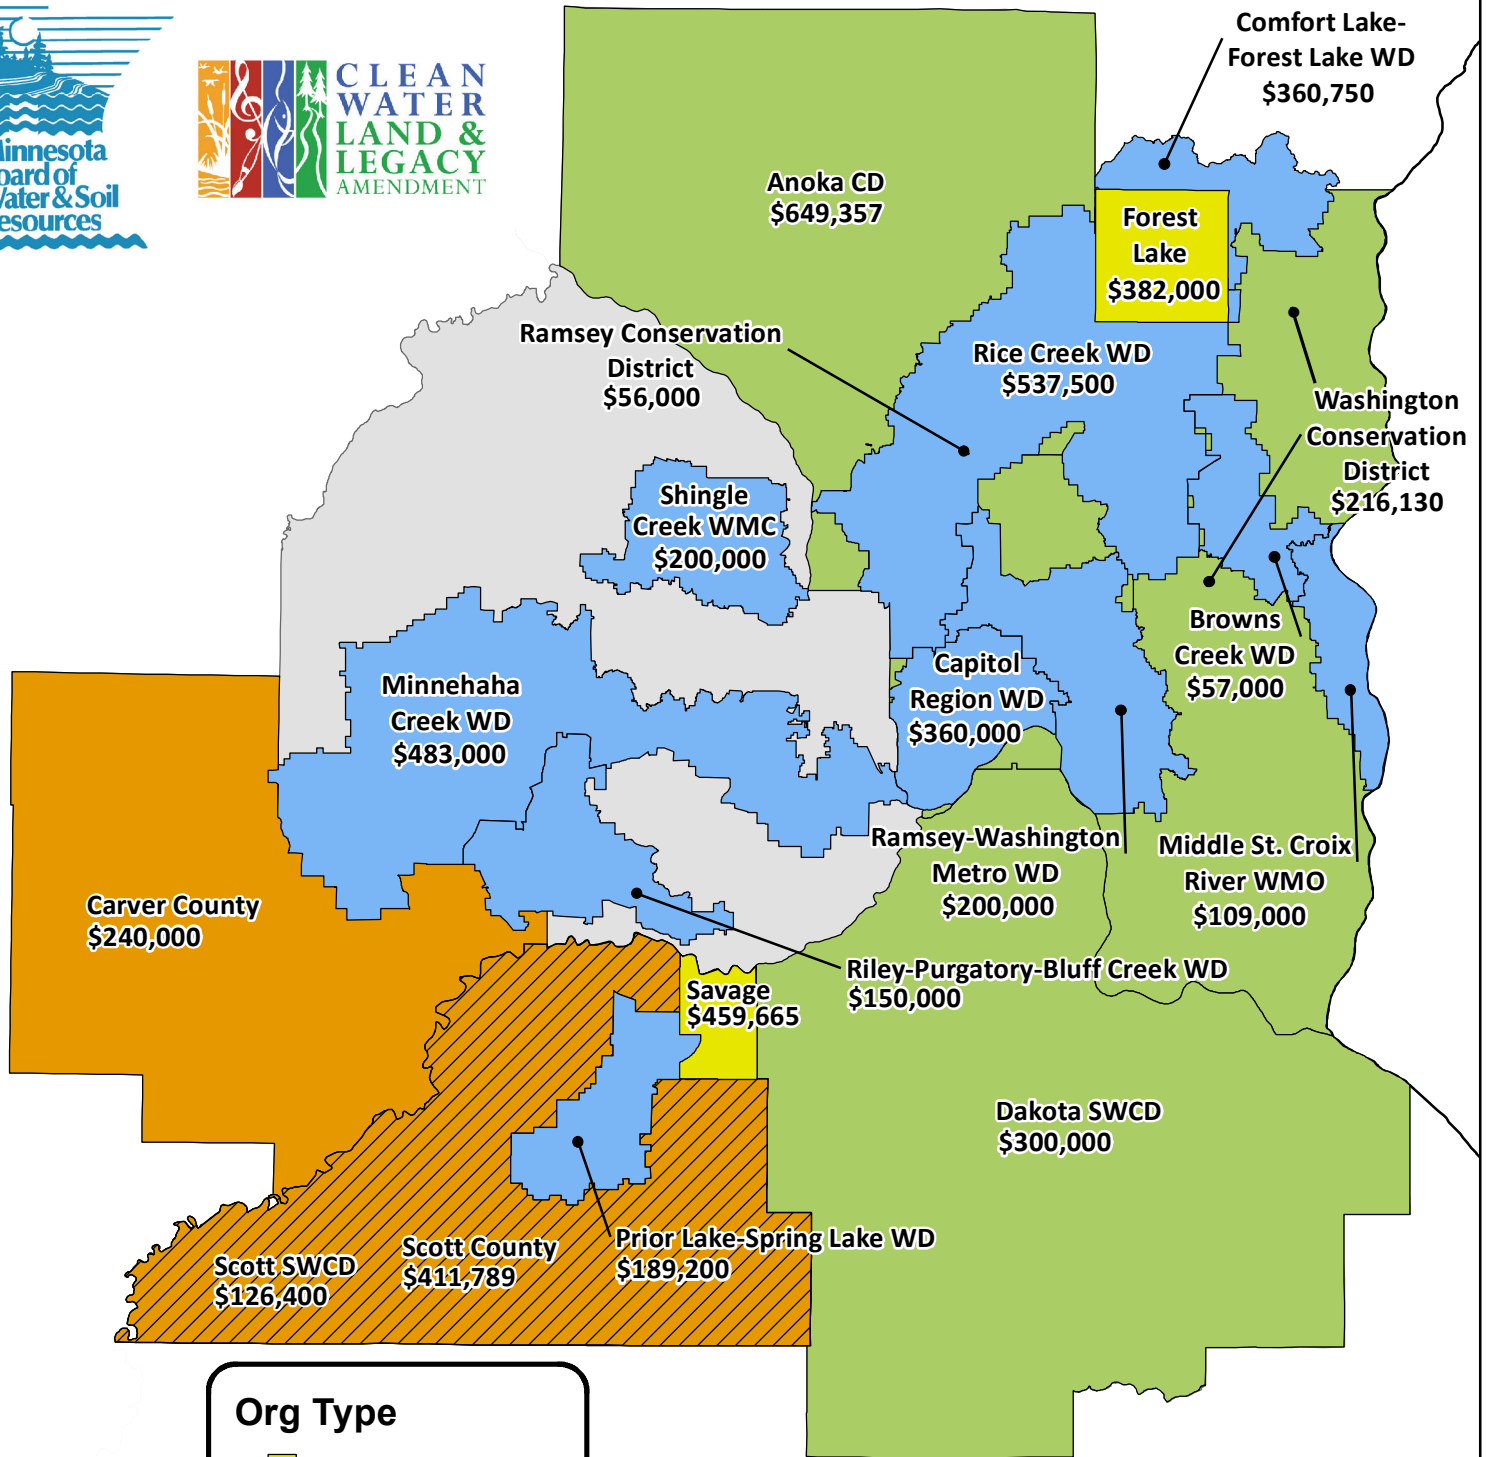 Minnesota
Board of
Water & Soil
Resources
CLEAN
WATER
LAND &
LEGACY
AMENDMENT
Comfort Lake-
Forest Lake WD
$360,750
Anoka CD
$649,357
Forest
Lake
$382,000
Ramsey Conservation
District
$56,000
Rice Creek WD
$537,500
Washington
Conservation
District
$216,130
Shingle
Creek WMC
$200,000
Browns
Creek WD
$57,000
Minnehaha
Creek WD
$483,000
Capitol
Region WD
$360,000
Ramsey-Washington
Metro WD
$200,000
Middle St. Croix
River WMO
$109,000
Carver County
$240,000
Riley-Purgatory-Bluff Creek WD
$150,000
Savage
$459,665
Dakota SWCD
$300,000
Prior Lake-Spring Lake WD
$189,200
Scott County
$411,789
Scott SWCD
$126,400
Org Type